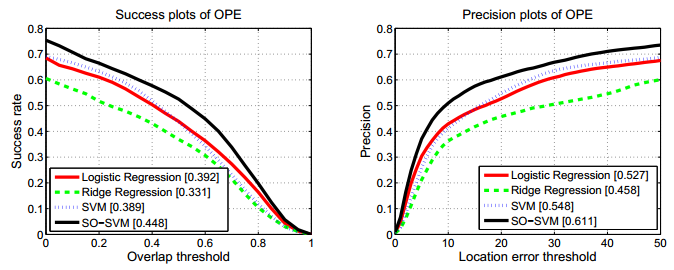 Success plots of OPE
Success rate
0.8
0.7
0.6
0.5
0.4
0.3
0.2
0.1
0
Logistic Regression [0.392]
Ridge Regression [0.331]
SVM [0.389]
SO-SVM [0.448]
0 0.2 0.4 0.6 0.8 1
Overlap threshold
Precision plots of OPE
Precision
0.8
0.7
0.6
0.5
0.4
0.3
0.2
0.1
0
Logistic Regression [0.527]
Ridge Regression [0.458]
SVM [0.548]
SO-SVM [0.611]
0 10 20 30 40 50
Location error threshold